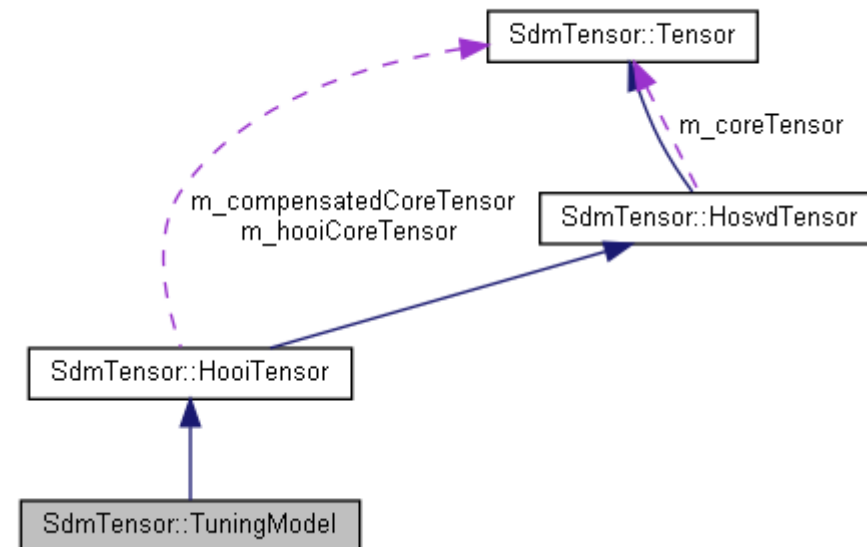 SdmTensor::Tensor
m_coreTensor
m_compensatedCoreTensor
m_hooiCoreTensor
SdmTensor::HosvdTensor
SdmTensor::HooiTensor
SdmTensor::TuningModel